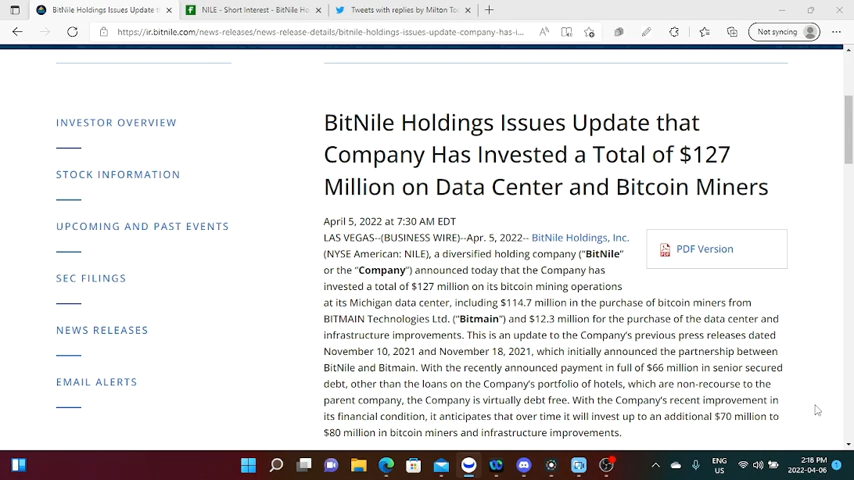 BitNile Holdings Issues Update t
NILE - Short Interest - BitNile Ho
Tweets with replies by Milton To
https://ir.bitnile.com/news-releases/news-release-details/bitnile-holdings-issues-update-company-has-i...
Not syncing
INVESTOR OVERVIEW
STOCK INFORMATION
UPCOMING AND PAST EVENTS
SEC FILINGS
NEWS RELEASES
EMAIL ALERTS
BitNile Holdings Issues Update that
Company Has Invested a Total of $127
Million on Data Center and Bitcoin Miners
April 5, 2022 at 7:30 AM EDT
LAS VEGAS--(BUSINESS WIRE)--Apr. 5, 2022-- BitNile Holdings, Inc.
(NYSE American: NILE), a diversified holding company ("BitNile"
or the "Company") announced today that the Company has
invested a total of $127 million on its bitcoin mining operations
at its Michigan data center, including $114.7 million in the purchase of bitcoin miners from
BITMAIN Technologies Ltd. ("Bitmain") and $12.3 million for the purchase of the data center and
infrastructure improvements. This is an update to the Company's previous press releases dated
November 10, 2021 and November 18, 2021, which initially announced the partnership between
BitNile and Bitmain. With the recently announced payment in full of $66 million in senior secured
debt, other than the loans on the Company's portfolio of hotels, which are non-recourse to the
parent company, the Company is virtually debt free. With the Company's recent improvement in
its financial condition, it anticipates that over time it will invest up to an additional $70 million to
$80 million in bitcoin miners and infrastructure improvements.
PDF Version
ENG
US
2:18 PM
2022-04-06